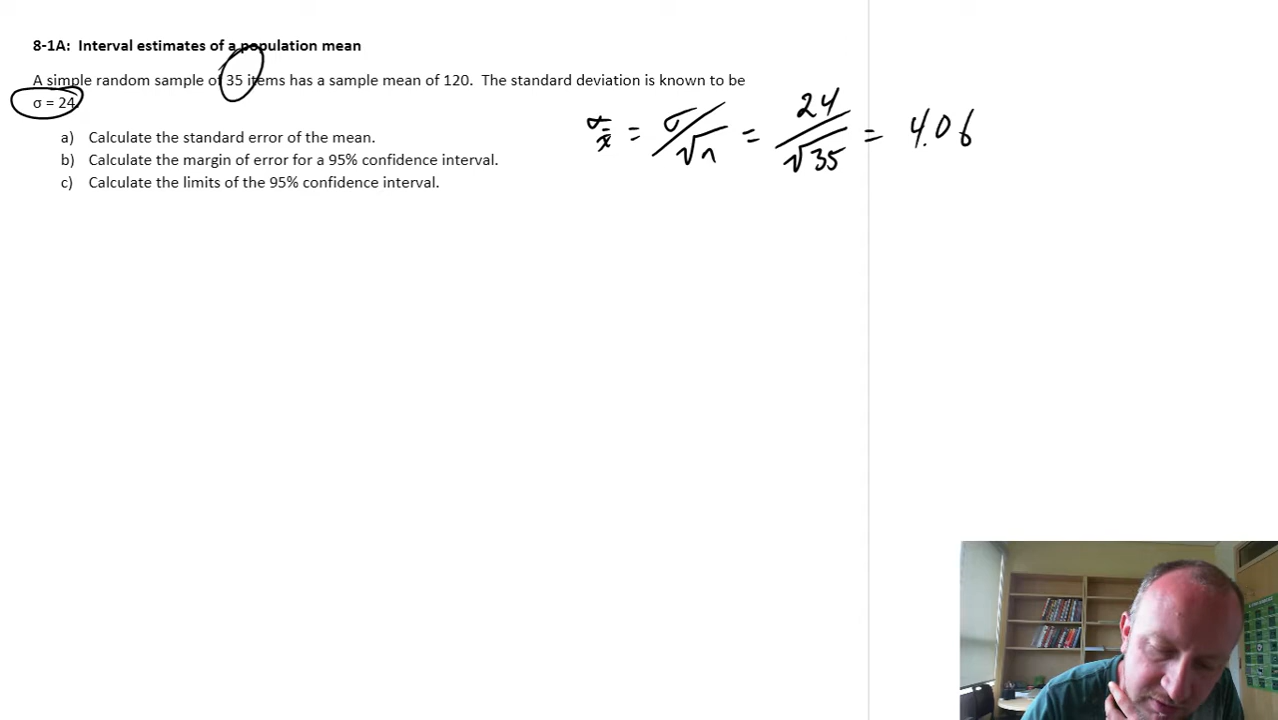 8-1A: Interval estimates of a population mean
A simple random sample of 35 items has a sample mean of 120. The standard deviation is known to be
σ = 24.
a) Calculate the standard error of the mean.
b) Calculate the margin of error for a 95% confidence interval.
c) Calculate the limits of the 95% confidence interval.
σx̄ = σ/√n = 24/√35 = 4.06